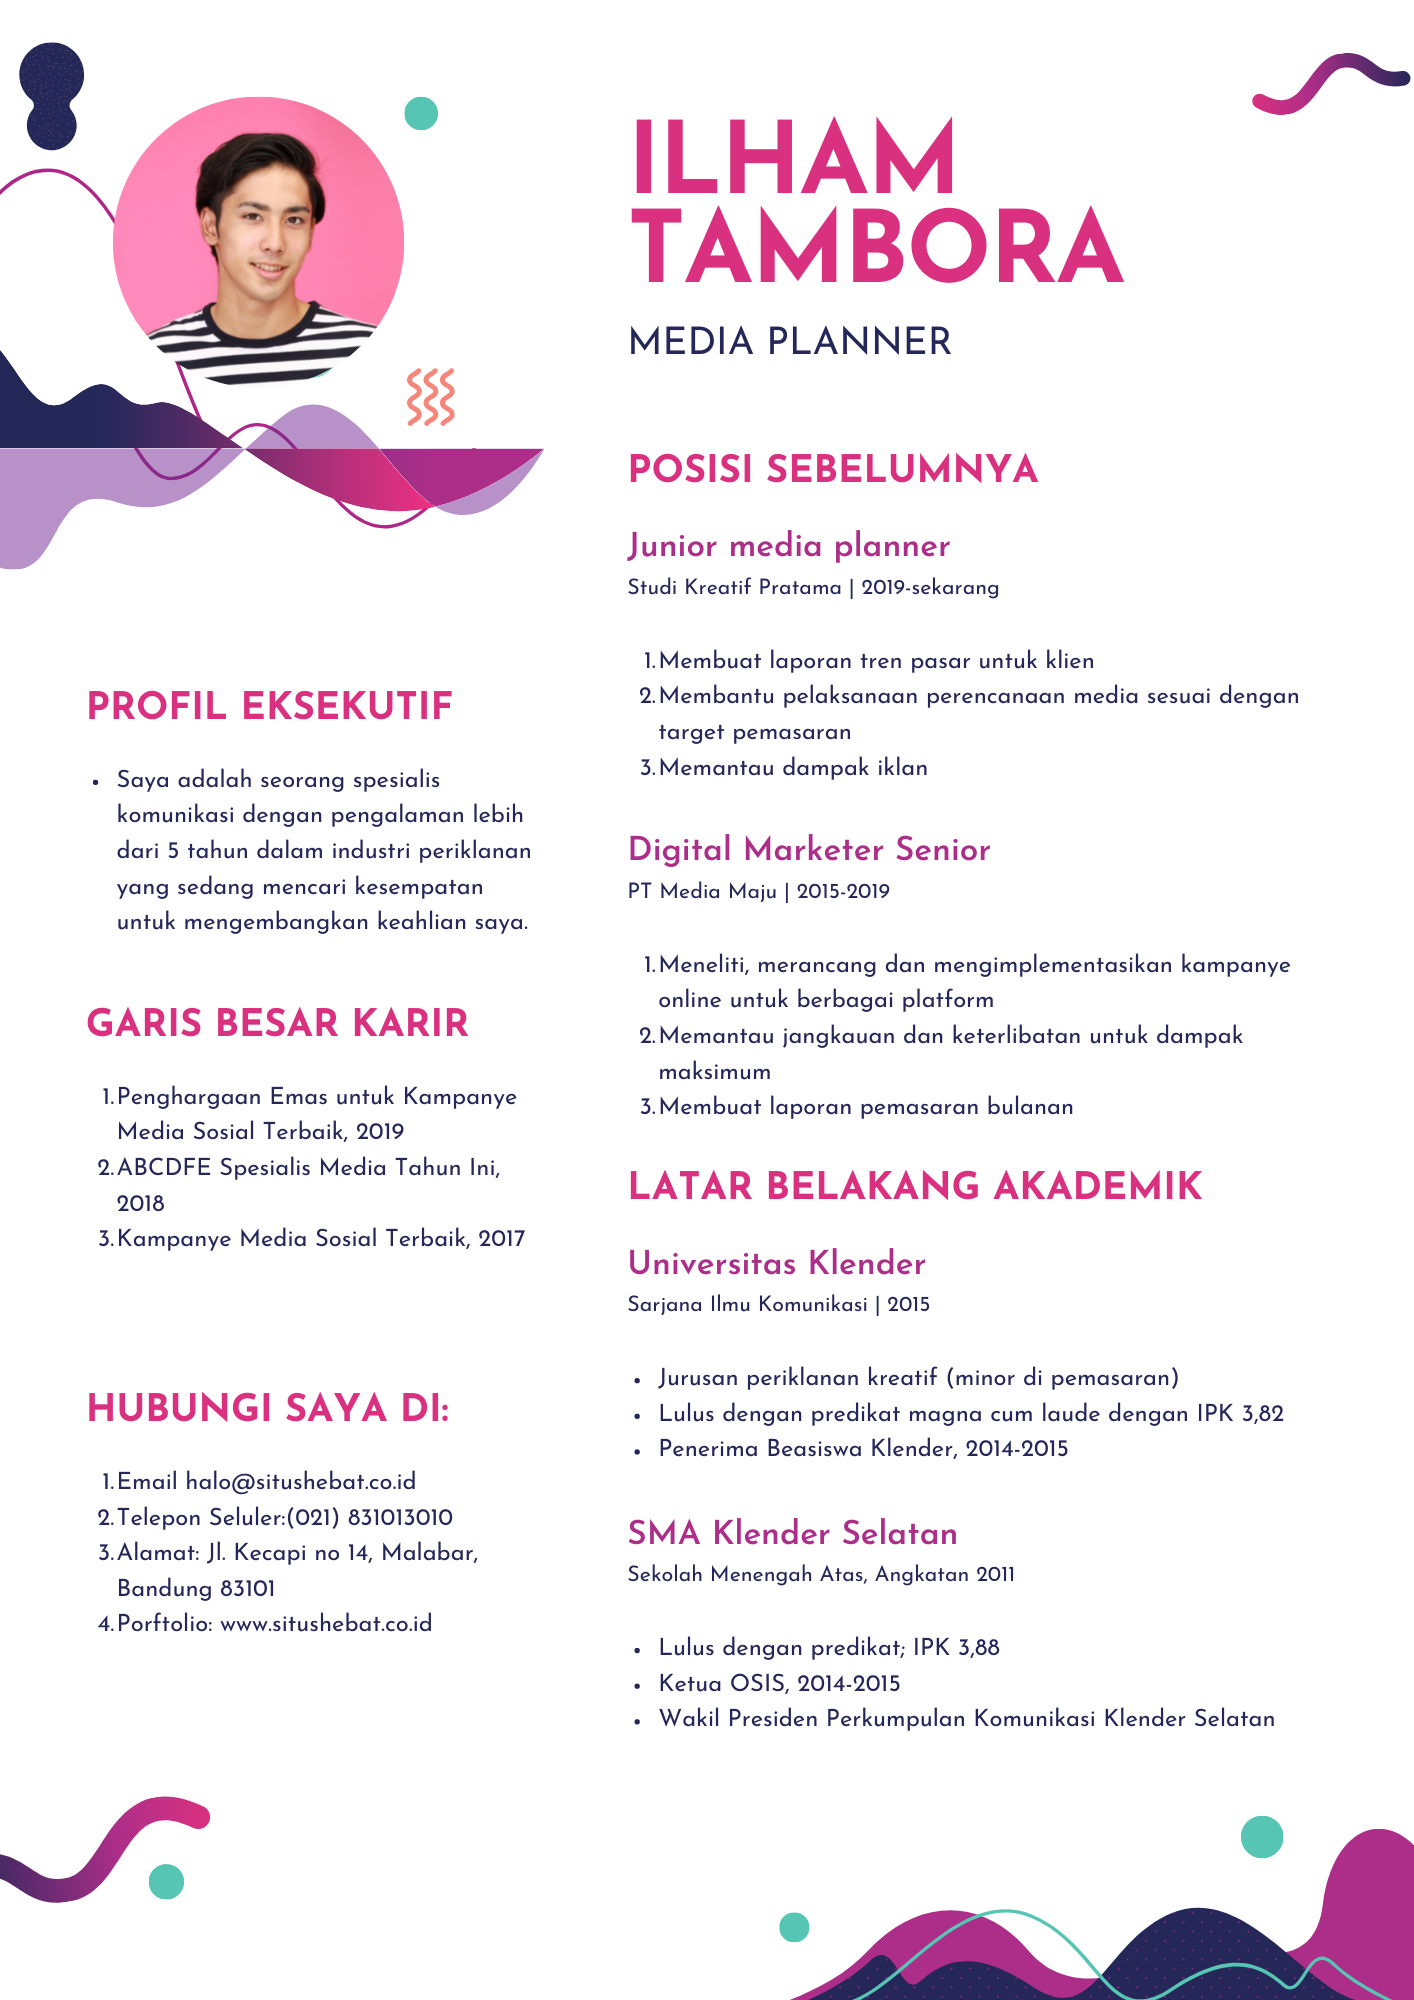 ILHAM
TAMBORA
MEDIA PLANNER
PROFIL EKSEKUTIF
• Saya adalah seorang spesialis
komunikasi dengan pengalaman lebih
dari 5 tahun dalam industri periklanan
yang sedang mencari kesempatan
untuk mengembangkan keahlian saya.
GARIS BESAR KARIR
1. Penghargaan Emas untuk Kampanye
Media Sosial Terbaik, 2019
2. ABCDFE Spesialis Media Tahun Ini,
2018
3. Kampanye Media Sosial Terbaik, 2017
HUBUNGI SAYA DI:
1. Email halo@situshebat.co.id
2. Telepon Seluler:(021) 831013010
3. Alamat: Jl. Kecapi no 14, Malabar,
Bandung 83101
4. Porftolio: www.situshebat.co.id
POSISI SEBELUMNYA
Junior media planner
Studi Kreatif Pratama | 2019-sekarang
1. Membuat laporan tren pasar untuk klien
2. Membantu pelaksanaan perencanaan media sesuai dengan
target pemasaran
3. Memantau dampak iklan
Digital Marketer Senior
PT Media Maju | 2015-2019
1. Meneliti, merancang dan mengimplementasikan kampanye
online untuk berbagai platform
2. Memantau jangkauan dan keterlibatan untuk dampak
maksimum
3. Membuat laporan pemasaran bulanan
LATAR BELAKANG AKADEMIK
Universitas Klender
Sarjana Ilmu Komunikasi | 2015
• Jurusan periklanan kreatif (minor di pemasaran)
• Lulus dengan predikat magna cum laude dengan IPK 3,82
• Penerima Beasiswa Klender, 2014-2015
SMA Klender Selatan
Sekolah Menengah Atas, Angkatan 2011
• Lulus dengan predikat; IPK 3,88
• Ketua OSIS, 2014-2015
• Wakil Presiden Perkumpulan Komunikasi Klender Selatan